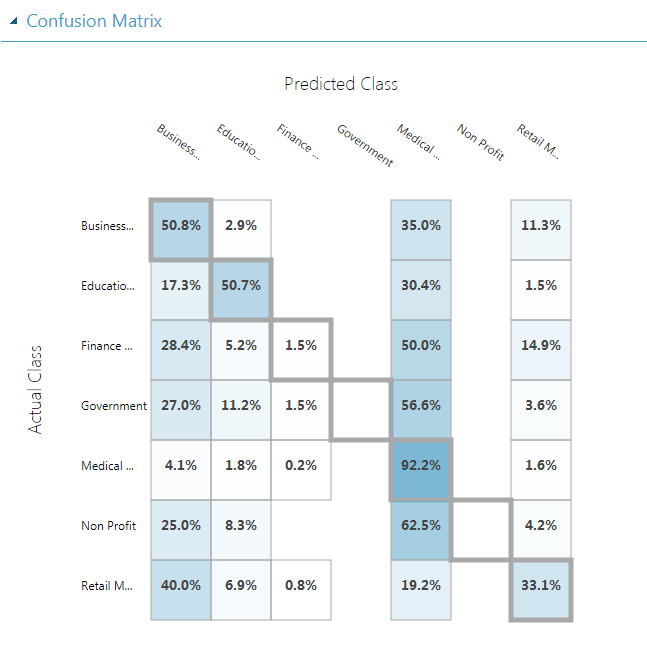 Confusion Matrix
Predicted Class
Business... Educatio... Finance ... Government Medical ... Non Profit Retail M...
Actual Class
Business... 50.8% 2.9% 35.0% 11.3%
Educatio... 17.3% 50.7% 30.4% 1.5%
Finance ... 28.4% 5.2% 1.5% 50.0% 14.9%
Government 27.0% 11.2% 1.5% 56.6% 3.6%
Medical ... 4.1% 1.8% 0.2% 92.2% 1.6%
Non Profit 25.0% 8.3% 62.5% 4.2%
Retail M... 40.0% 6.9% 0.8% 19.2% 33.1%